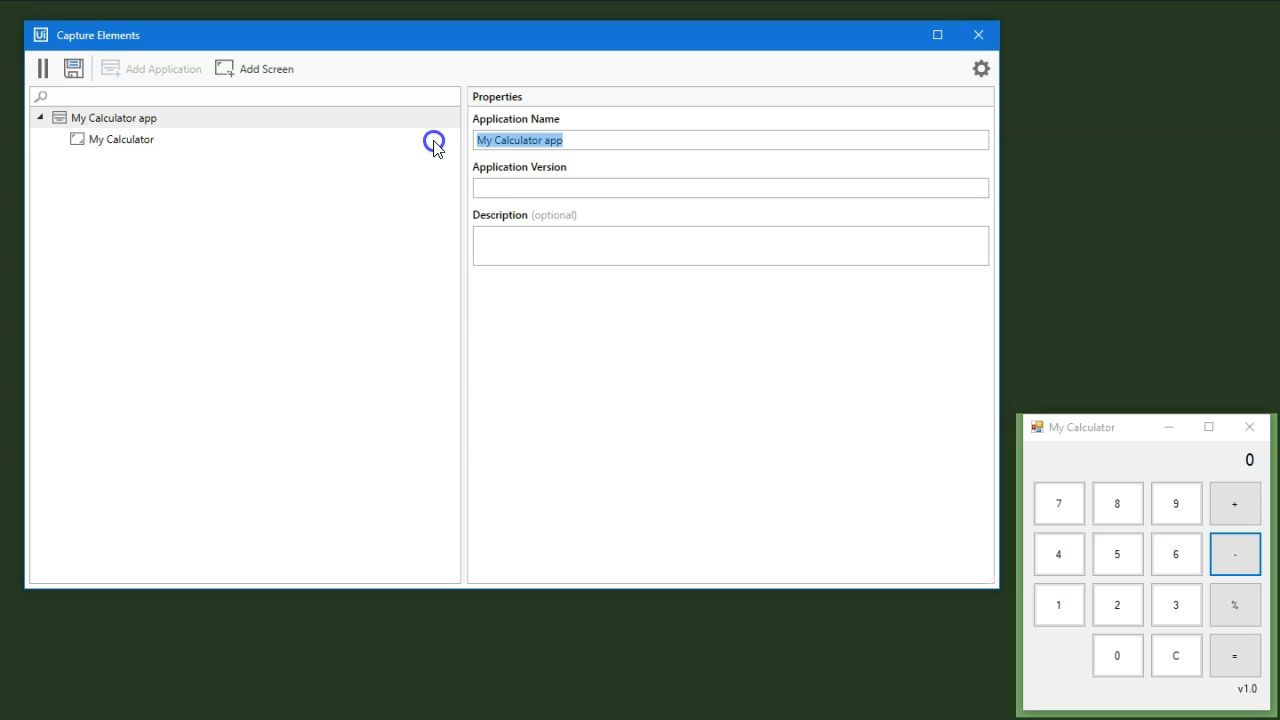 Ui Capture Elements
Add Application Add Screen
My Calculator app
My Calculator
Properties
Application Name
My Calculator app
Application Version
Description (optional)
My Calculator
0
7 8 9 +
4 5 6 -
1 2 3 %
0 C =
v1.0